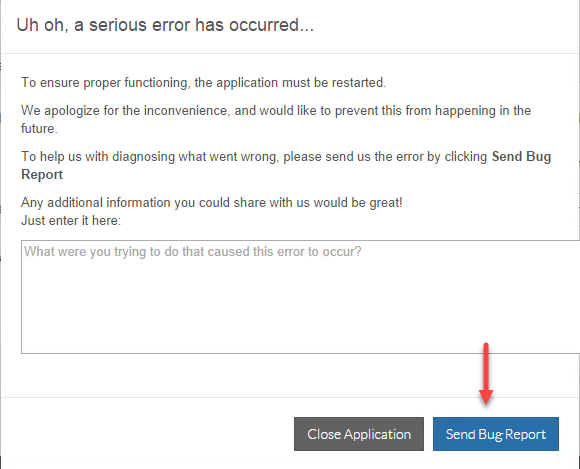 Uh oh, a serious error has occurred...
To ensure proper functioning, the application must be restarted.
We apologize for the inconvenience, and would like to prevent this from happening in the
future.
To help us with diagnosing what went wrong, please send us the error by clicking Send Bug
Report
Any additional information you could share with us would be great!
Just enter it here:
What were you trying to do that caused this error to occur?
Close Application
Send Bug Report